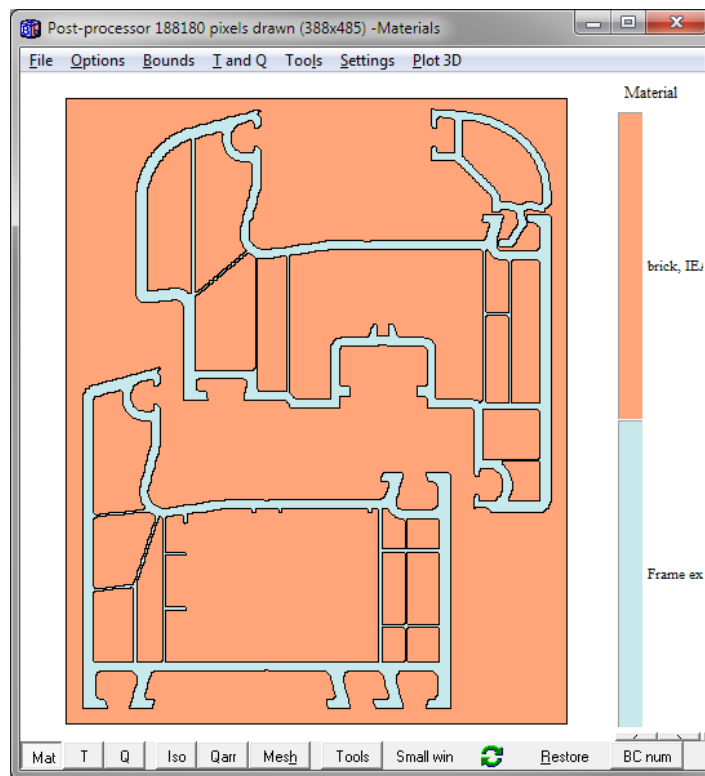 Post-processor 188180 pixels drawn (388x485) -Materials
File Options Bounds T and Q Tools Settings Plot 3D
Material
brick, IEA
Frame ex
Mat T Q Iso Qarr Mesh Tools Small win Restore BC num